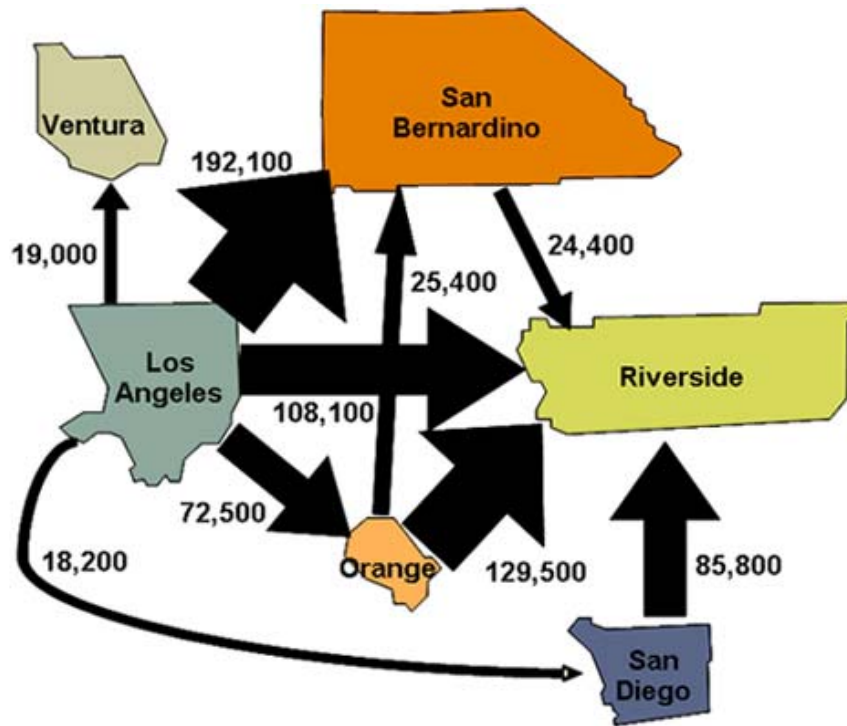 Ventura
San
Bernardino
192,100
19,000
25,400
24,400
Los
Angeles
Riverside
108,100
72,500
18,200
Orange
129,500
85,800
San
Diego